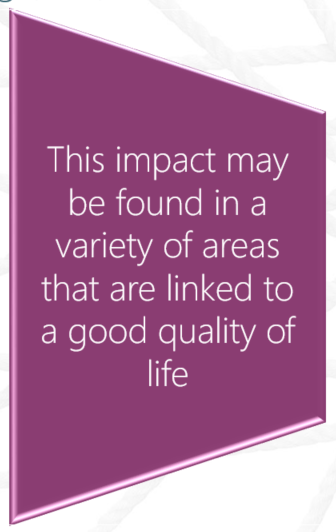 This impact may
be found in a
variety of areas
that are linked to
a good quality of
life